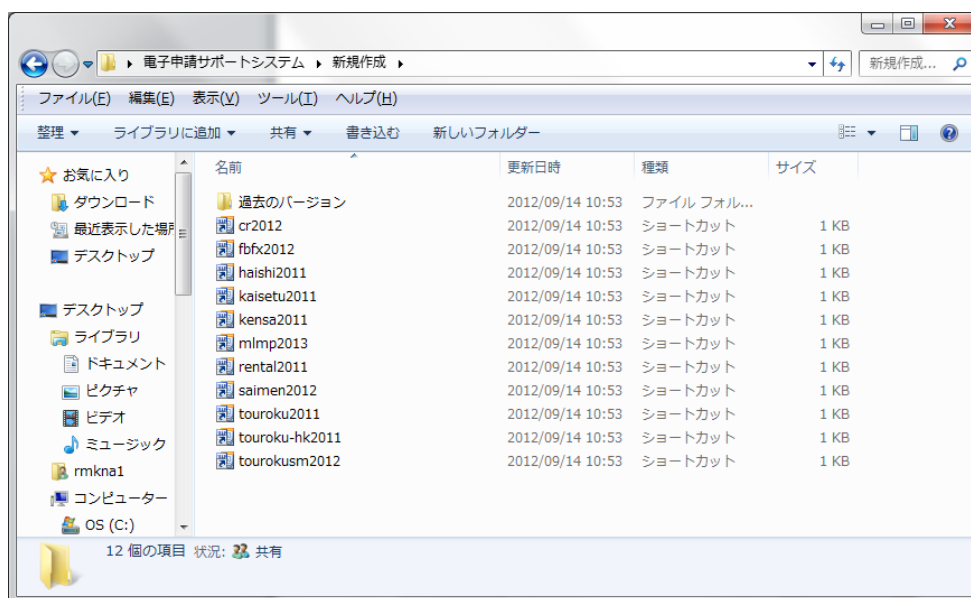 電子申請サポートシステム 新規作成 新規作成...
ファイル(F) 編集(E) 表示(V) ツール(T) ヘルプ(H)
整理 ライブラリに追加 共有 書き込む 新しいフォルダー
お気に入り
ダウンロード
最近表示した場所
デスクトップ
デスクトップ
ライブラリ
ドキュメント
ピクチャ
ビデオ
ミュージック
rmkna1
コンピューター
OS (C:)
名前 更新日時 種類 サイズ
過去のバージョン 2012/09/14 10:53 ファイル フォル...
cr2012 2012/09/14 10:53 ショートカット 1 KB
fbfx2012 2012/09/14 10:53 ショートカット 1 KB
haishi2011 2012/09/14 10:53 ショートカット 1 KB
kaisetu2011 2012/09/14 10:53 ショートカット 1 KB
kensa2011 2012/09/14 10:53 ショートカット 1 KB
mlmp2013 2012/09/14 10:53 ショートカット 1 KB
rental2011 2012/09/14 10:53 ショートカット 1 KB
saimen2012 2012/09/14 10:53 ショートカット 1 KB
touroku2011 2012/09/14 10:53 ショートカット 1 KB
touroku-hk2011 2012/09/14 10:53 ショートカット 1 KB
tourokusm2012 2012/09/14 10:53 ショートカット 1 KB
12 個の項目 状況: 共有